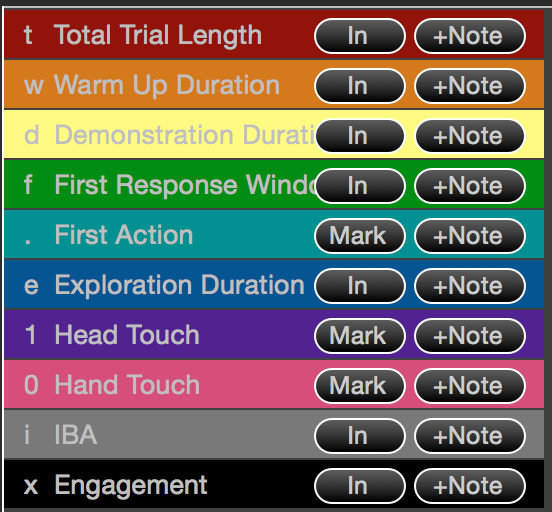 t Total Trial Length In +Note
w Warm Up Duration In +Note
d Demonstration Durati In +Note
f First Response Windo In +Note
. First Action Mark +Note
e Exploration Duration In +Note
1 Head Touch Mark +Note
0 Hand Touch Mark +Note
i IBA In +Note
x Engagement In +Note